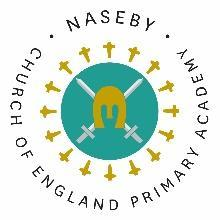 · NASEBY ·
CHURCH OF ENGLAND PRIMARY ACADEMY